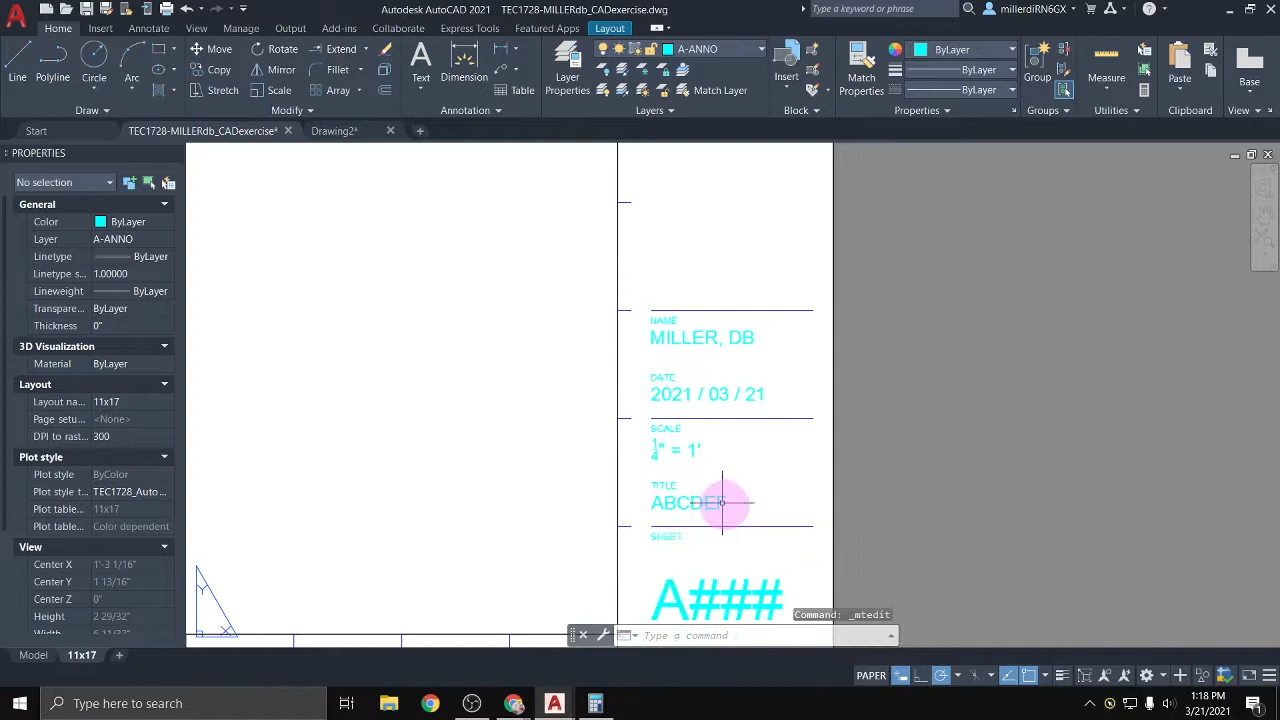 Autodesk AutoCAD 2021 TEC1728-MILLERdb_CADexercise.dwg
Type here a keyword or phrase
millerdiRN6GX
Home Insert Annotate View Manage Output Add-ins Express Tools Featured Apps Layout
Line Polyline Circle Arc
Move Rotate Extend
Copy Mirror Fillet
Stretch Scale Array
Text Dimension Table
Layer Properties
A-ANNO
Match Layer
Insert
Match Properties
ByLayer
ByLayer
ByLayer
Group Measure Paste Base
Draw Modify Annotation Layers Block Properties Groups Utilities Clipboard View
Start TEC1728-MILLERdb_CADexercise* Drawing2*
PROPERTIES
No selection
General
Color ByLayer
Layer A-ANNO
Linetype ByLayer
Linetype s... 1.00000
Lineweight ByLayer
Transpare... ByLayer
Thickness 0"
3D Visualization
Material ByLayer
Layout
Layout na... 11x17
Page setu... <None>
DPI to rast... 300
Plot style
Plot style ByColor
Plot style t... TEC1728_Auto...
Plot table... 11x17
Plot table... Color dependent
View
Center X 1'-3 1/16"
Center Y 1 13/16"
Center Z 0"
Height 2 29/32"
Width 6 11/32"
NAME
MILLER, DB
DATE
2021 / 03 / 21
SCALE
1/4" = 1'
TITLE
ABCDEF
SHEET
A###
Y
X
Command: _mtedit
Type a command
Model 11x17
PAPER
Type here to search
1:18 PM
3/21/2021